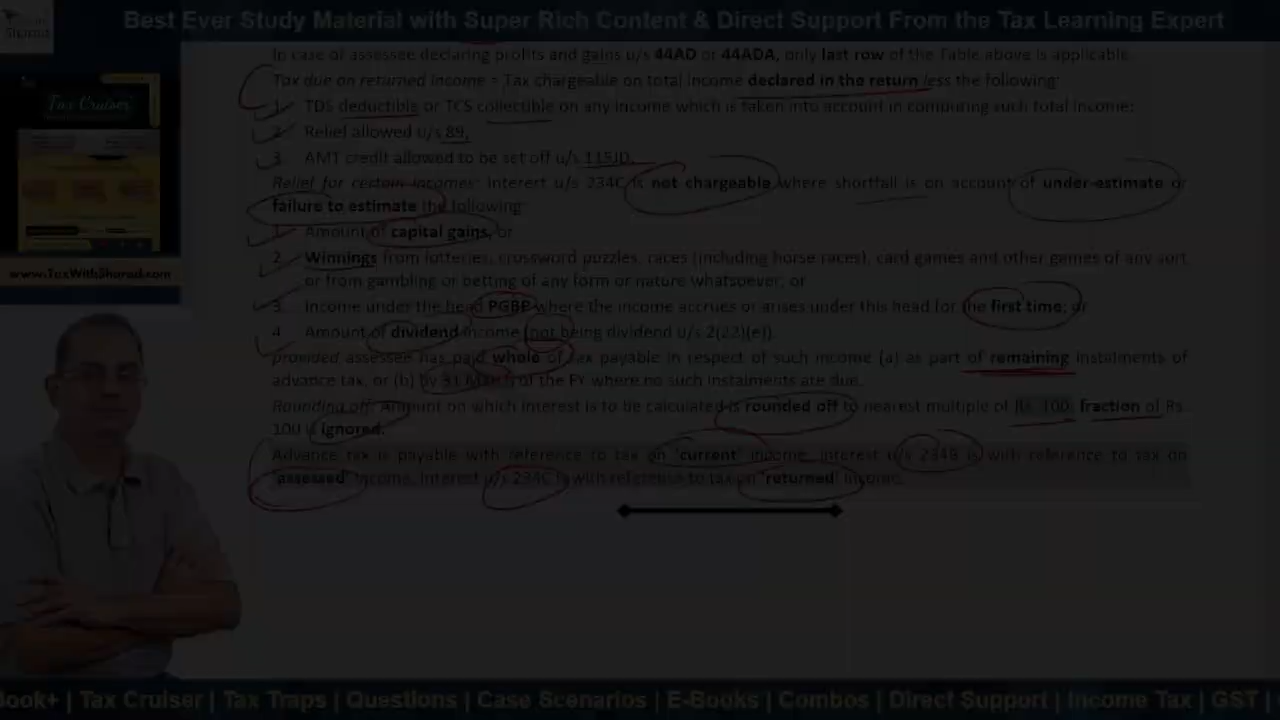 Best Ever Study Material with Super Rich Content & Direct Support From the Tax Learning Expert
Sharad
Tax Cruiser
www.TaxWithSharad.com
In case of assessee declaring profits and gains u/s 44AD or 44ADA, only last row of the Table above is applicable.
Tax due on returned income = Tax chargeable on total income declared in the return less the following:
1. TDS deductible or TCS collectible on any income which is taken into account in computing such total income;
2. Relief allowed u/s 89,
3. AMT credit allowed to be set off u/s 115JD.
Relief for certain incomes: Interest u/s 234C is not chargeable where shortfall is on account of under-estimate or
failure to estimate the following:
1. Amount of capital gains, or
2. Winnings from lotteries, crossword puzzles, races (including horse races), card games and other games of any sort
or from gambling or betting of any form or nature whatsoever, or
3. Income under the head PGBP where the income accrues or arises under this head for the first time; or
4. Amount of dividend income (not being dividend u/s 2(22)(e)).
provided assessee has paid whole of tax payable in respect of such income (a) as part of remaining instalments of
advance tax, or (b) by 31 March of the FY where no such instalments are due.
Rounding off: Amount on which interest is to be calculated is rounded off to nearest multiple of Rs. 100, fraction of Rs.
100 is ignored.
Advance tax is payable with reference to tax on 'current' income, interest u/s 234B is with reference to tax on
'assessed' income, interest u/s 234C is with reference to tax on 'returned' income.
Book+ | Tax Cruiser | Tax Traps | Questions | Case Scenarios | E-Books | Combos | Direct Support | Income Tax | GST |